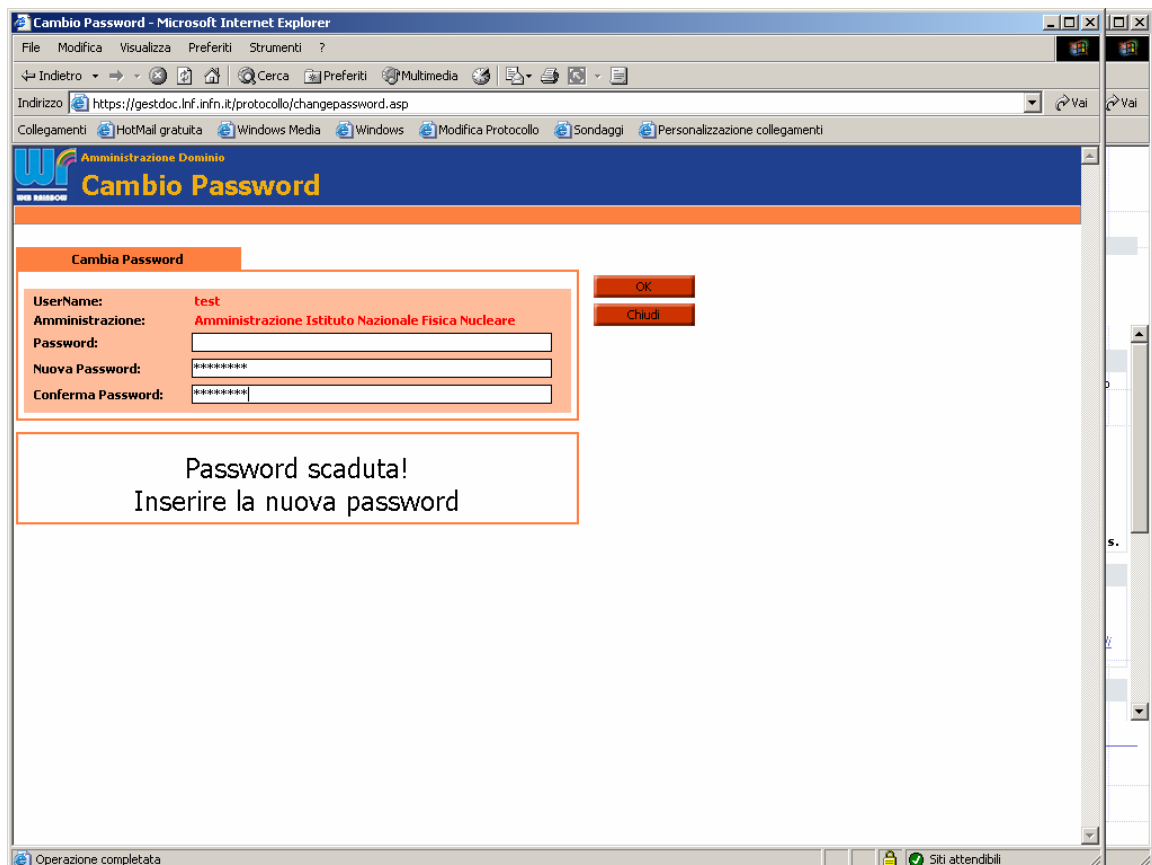 Cambio Password - Microsoft Internet Explorer
File Modifica Visualizza Preferiti Strumenti ?
Indietro Cerca Preferiti Multimedia
Indirizzo https://gestdoc.lnf.infn.it/protocollo/changepassword.asp Vai Vai
Collegamenti HotMail gratuita Windows Media Windows Modifica Protocollo Sondaggi Personalizzazione collegamenti
Amministrazione Dominio
Cambio Password
WEB RAINBOW
Cambia Password
OK
UserName: test
Chiudi
Amministrazione: Amministrazione Istituto Nazionale Fisica Nucleare
Password:
Nuova Password: ********
Conferma Password: ********
Password scaduta!
Inserire la nuova password
s.
Operazione completata Siti attendibili